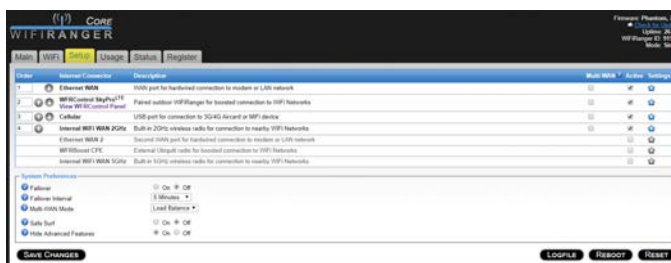 ((ᴵ)) CORE
WIFIRANGER
Firmware: Phantom,
Check for
Uptime: 26
WiFiRanger ID: 915
Mode:
Main WiFi Setup Usage Status Register
Order Internet Connector Description Multi WAN Active Settings
1 Ethernet WAN WAN port for hardwired connection to modem or LAN network
2 WFRControl SkyPro LTE Paired outdoor WiFiRanger for boosted connection to WiFi Networks
View WFRControl Panel
3 Cellular USB port for connection to 3G/4G Aircard or MiFi device
4 Internal WiFi WAN 2GHz Built-in 2GHz wireless radio for connection to nearby WiFi Networks
Ethernet WAN 2 Second WAN port for hardwired connection to modem or LAN network
WFRBoost CPE External Ubiquiti radio for boosted connection to WiFi Networks
Internal WiFi WAN 5GHz Built-in 5GHz wireless radio for connection to nearby WiFi Networks
System Preferences
Failover On Off
Failover Interval 5 Minutes
Multi-WAN Mode Load Balance
Safe Surf On Off
Hide Advanced Features On Off
SAVE CHANGES LOGFILE REBOOT RESET